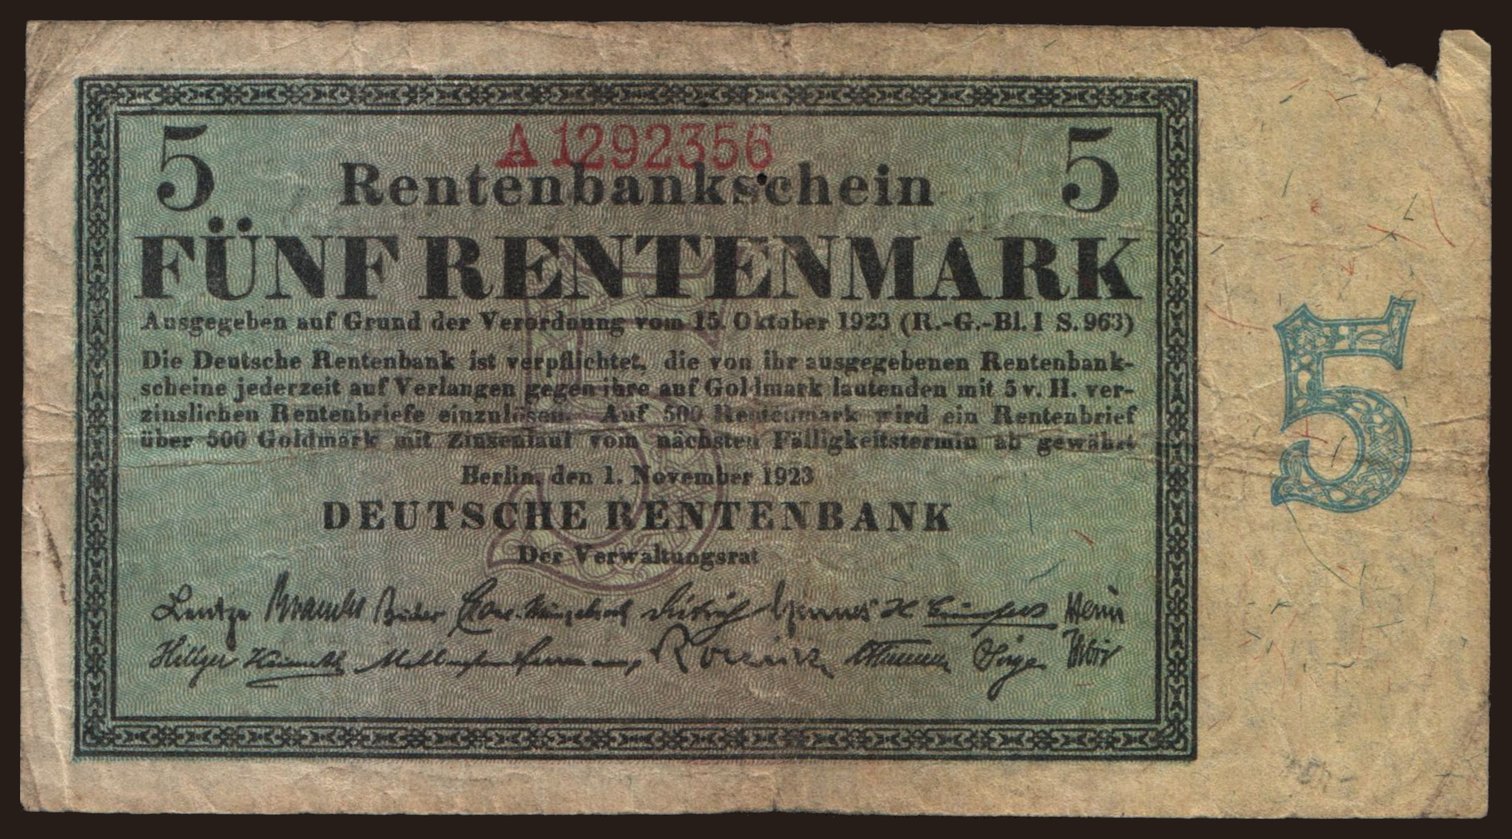 A 1292356
5 Rentenbankschein 5
FÜNF RENTENMARK
Ausgegeben auf Grund der Verordnung vom 15. Oktober 1923 (R.-G.-Bl. I S. 963)
Die Deutsche Rentenbank ist verpflichtet, die von ihr ausgegebenen Rentenbank-
scheine jederzeit auf Verlangen gegen ihre auf Goldmark lautenden mit 5 v. H. ver-
zinslichen Rentenbriefe einzulösen. Auf 500 Rentenmark wird ein Rentenbrief
über 500 Goldmark mit Zinsenlauf vom nächsten Fälligkeitstermin ab gewährt
Berlin, den 1. November 1923
DEUTSCHE RENTENBANK
Der Verwaltungsrat
Lentze
Hillger
5
5